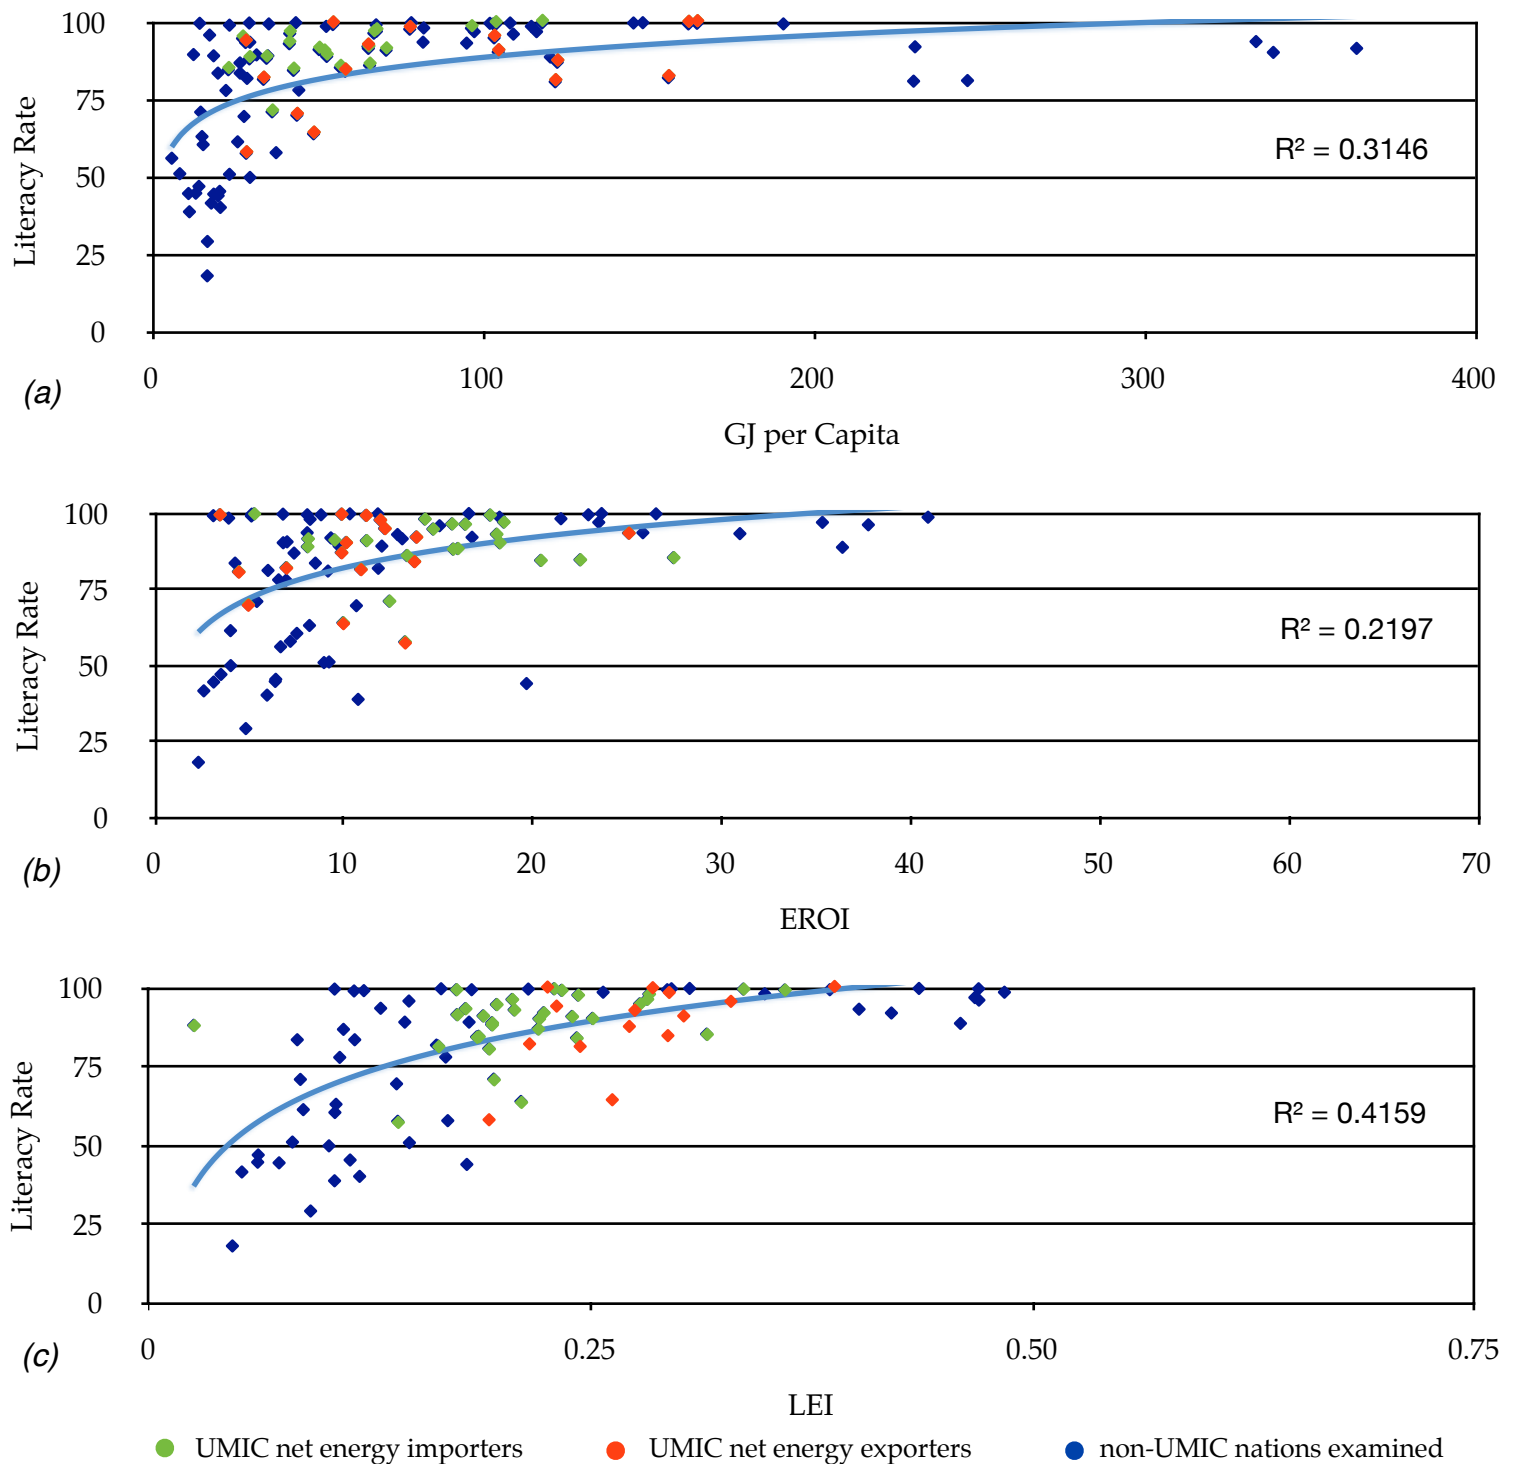 100
75
50
25
0
Literacy Rate
R² = 0.3146
0 100 200 300 400
(a)
GJ per Capita
100
75
50
25
0
Literacy Rate
R² = 0.2197
0 10 20 30 40 50 60 70
(b)
EROI
100
75
50
25
0
Literacy Rate
R² = 0.4159
0 0.25 0.50 0.75
(c)
LEI
UMIC net energy importers UMIC net energy exporters non-UMIC nations examined